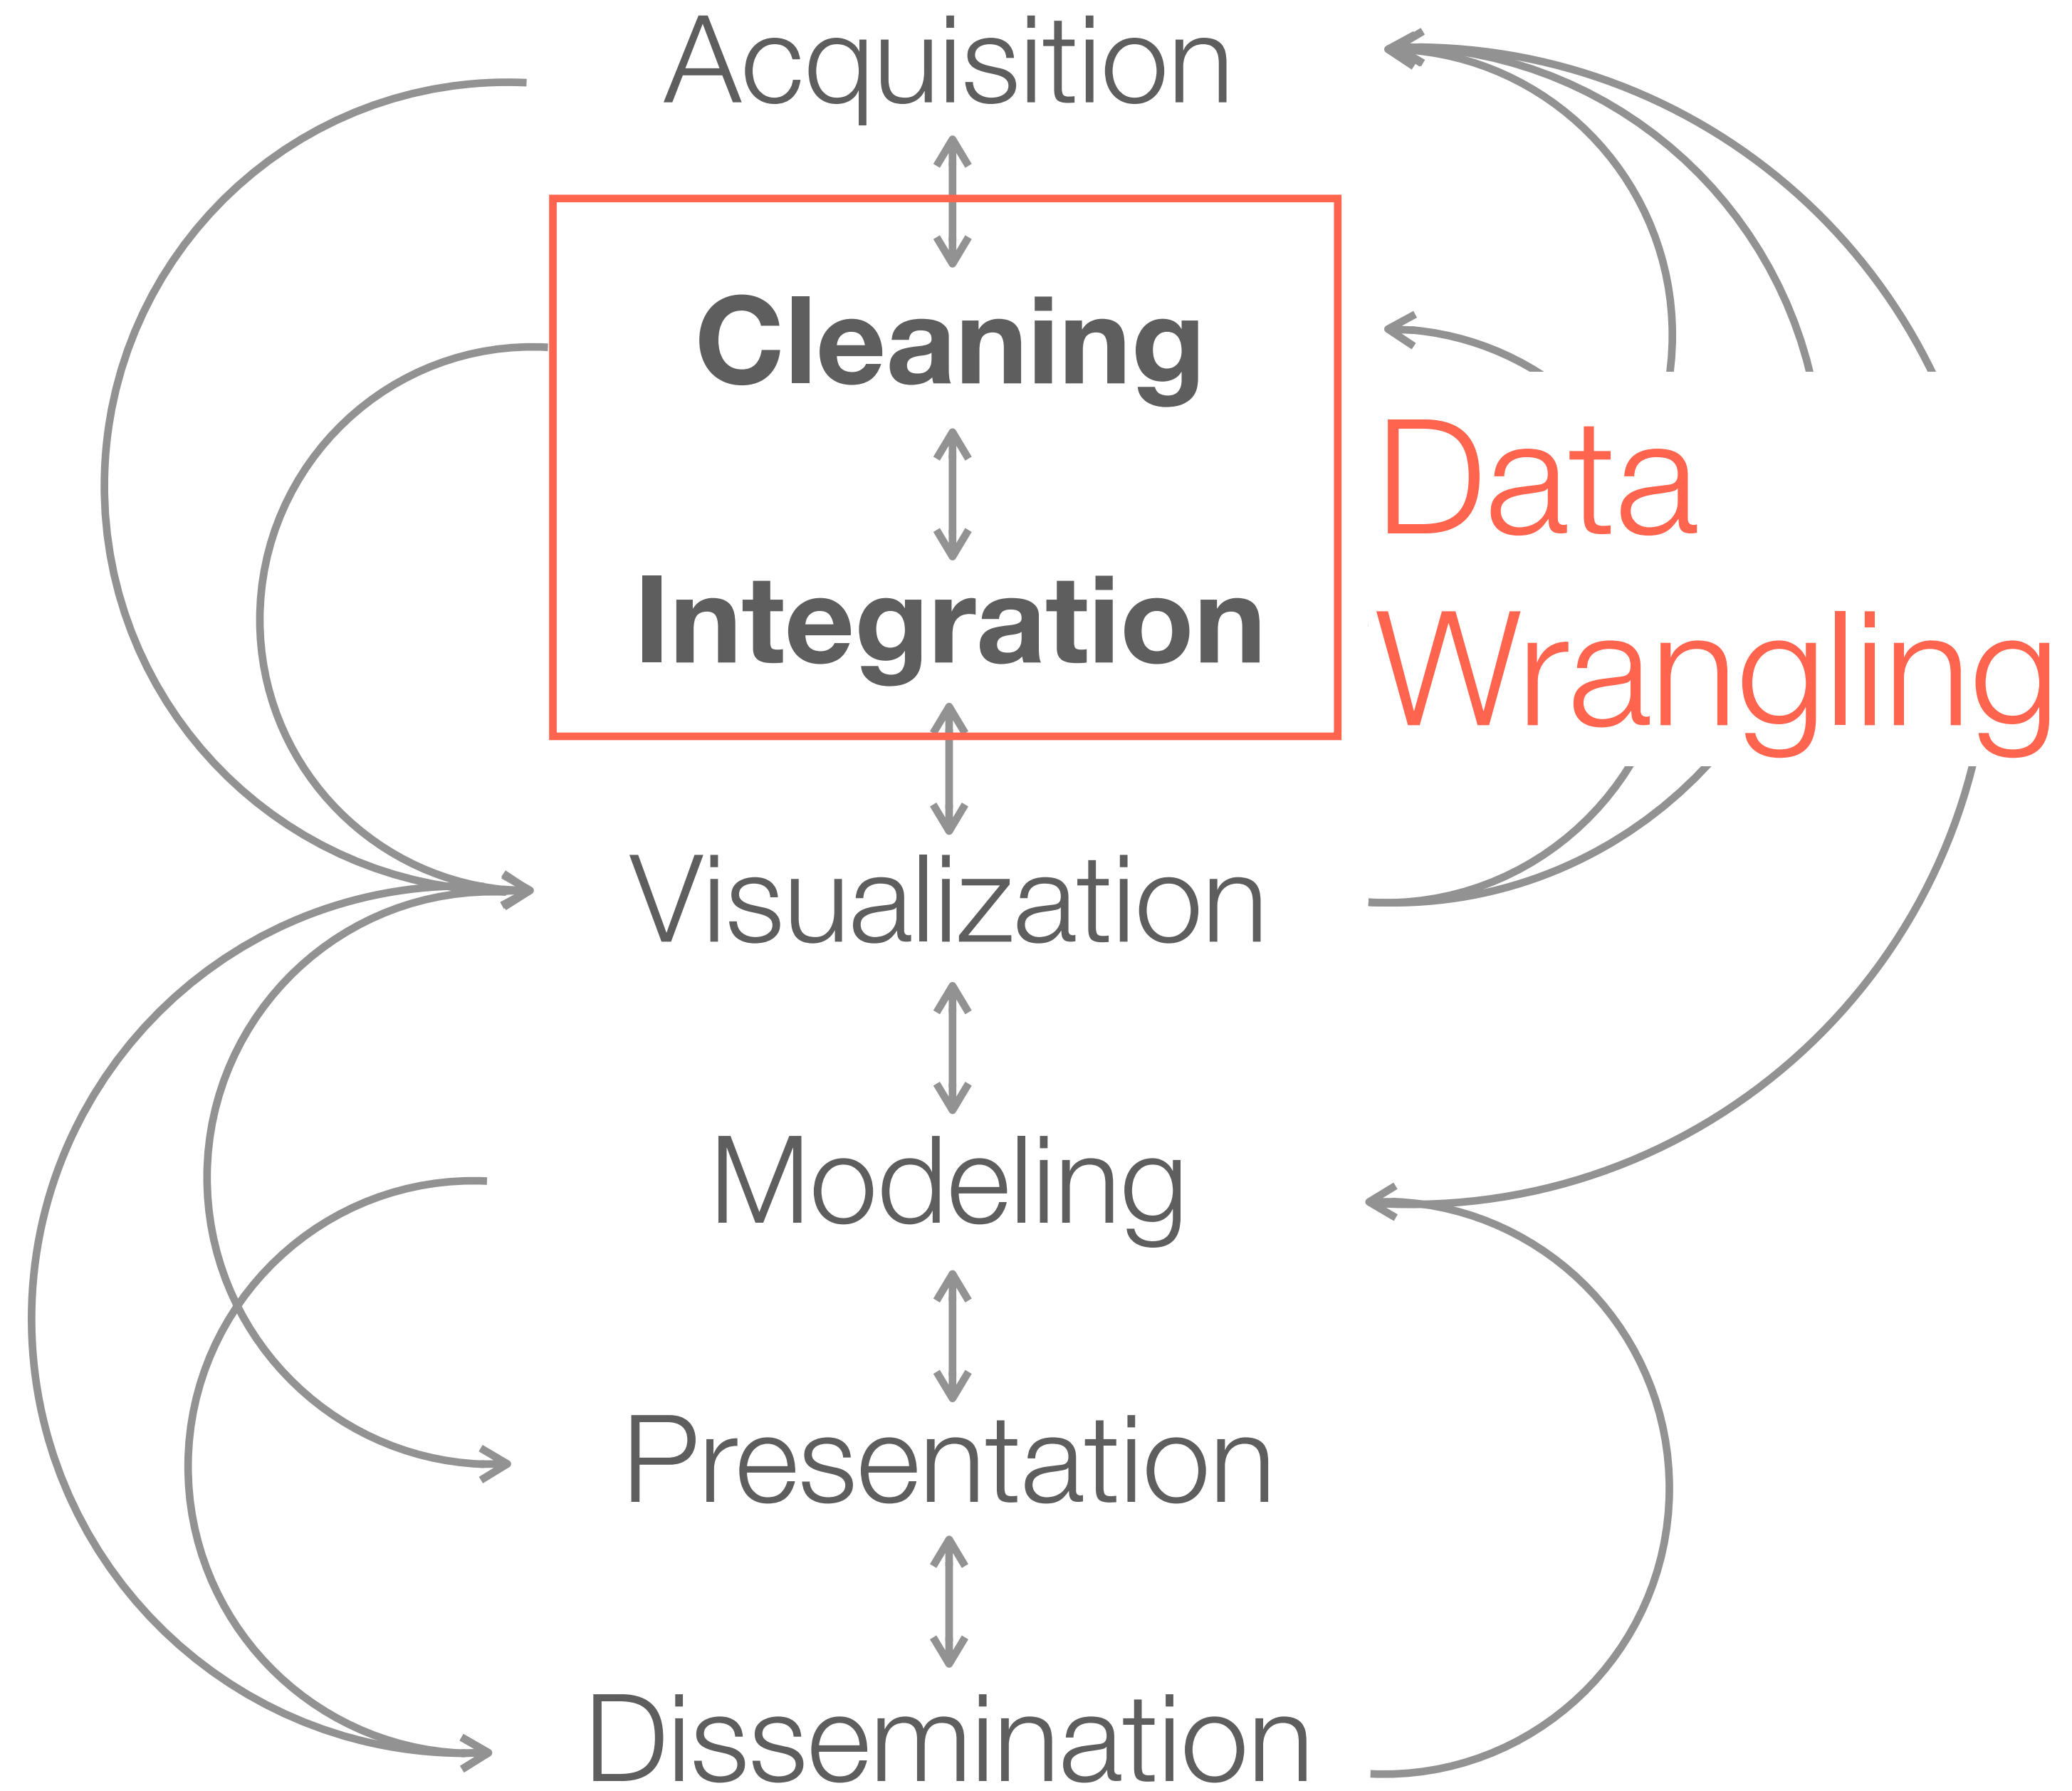 Acquisition
Cleaning
Integration
Data
Wrangling
Visualization
Modeling
Presentation
Dissemination